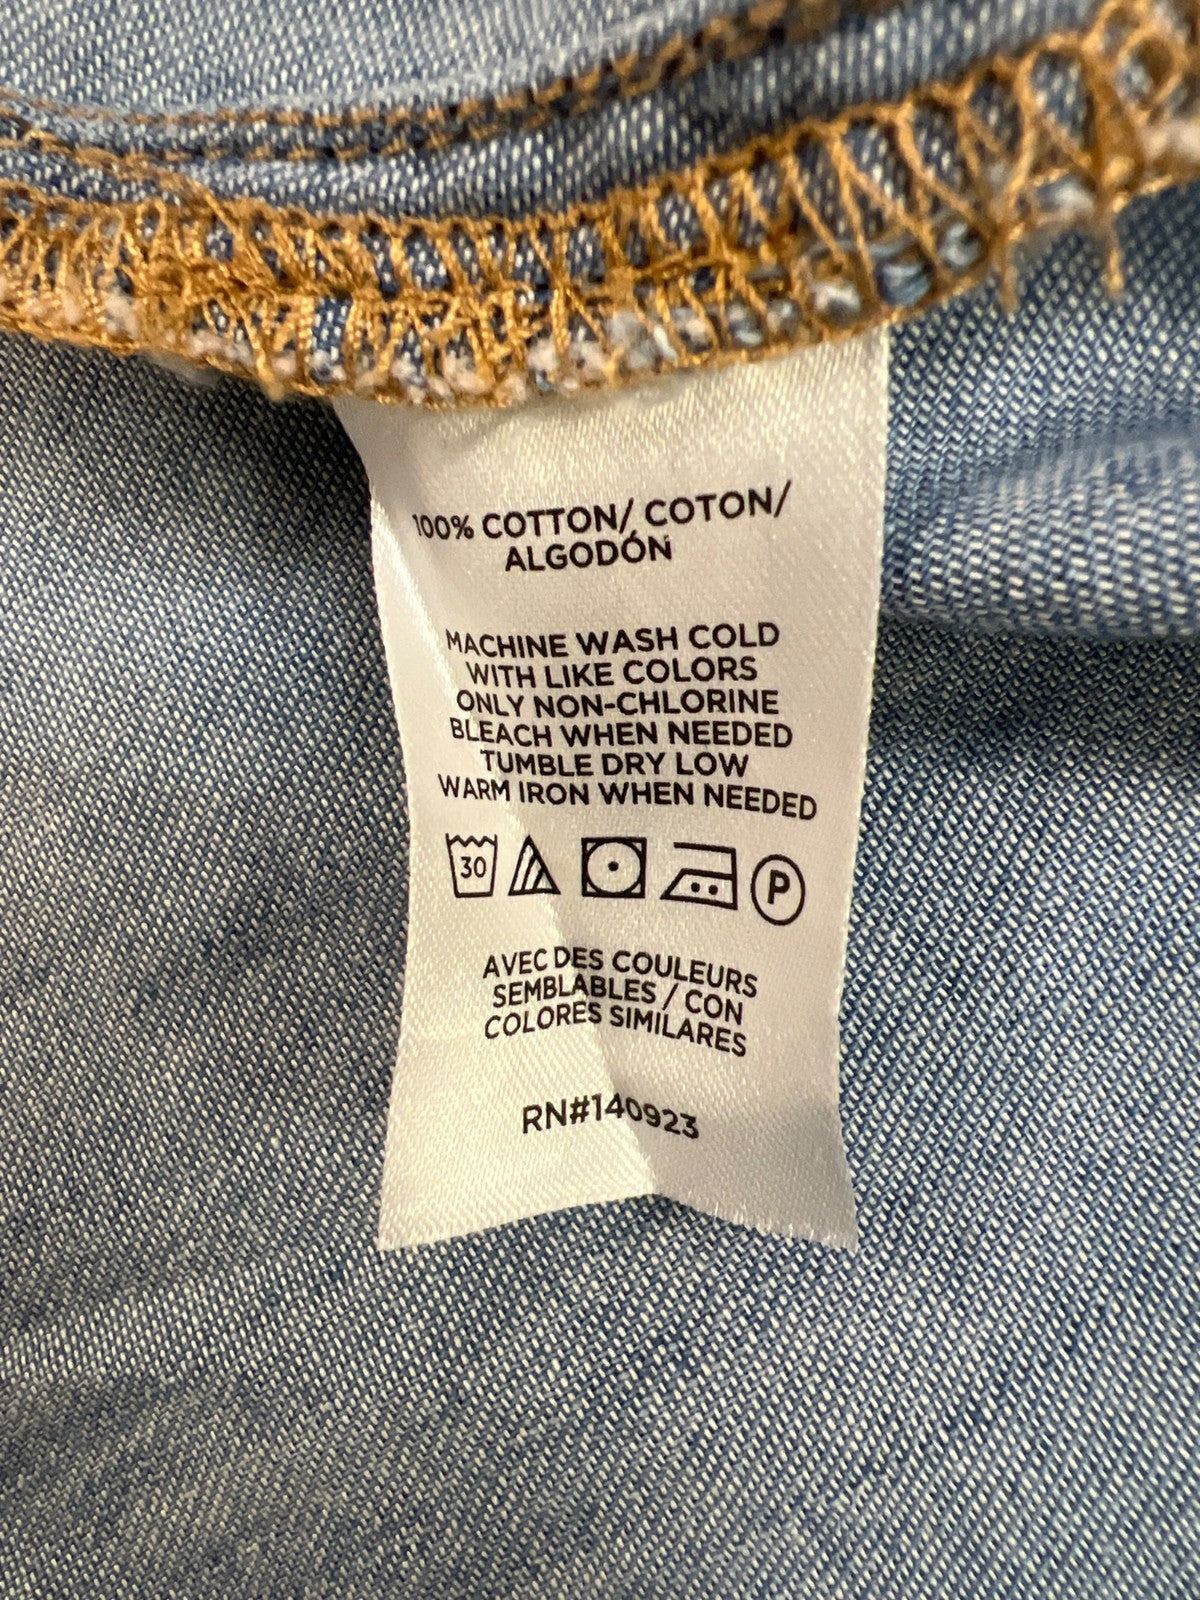 100% COTTON/ COTON/
ALGODÓN
MACHINE WASH COLD
WITH LIKE COLORS
ONLY NON-CHLORINE
BLEACH WHEN NEEDED
TUMBLE DRY LOW
WARM IRON WHEN NEEDED
30 P
AVEC DES COULEURS
SEMBLABLES / CON
COLORES SIMILARES
RN#140923